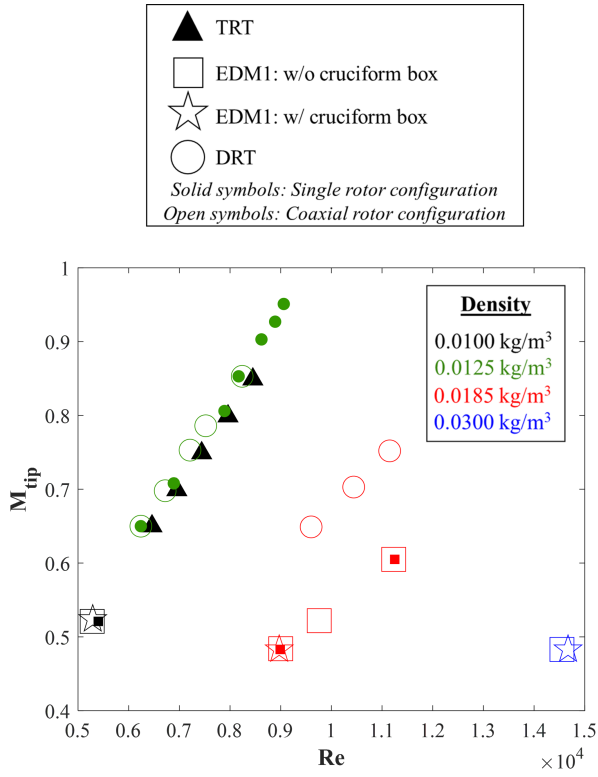 TRT
EDM1: w/o cruciform box
EDM1: w/ cruciform box
DRT
Solid symbols: Single rotor configuration
Open symbols: Coaxial rotor configuration
1
0.9
0.8
0.7
0.6
0.5
0.4
M_tip
Density
0.0100 kg/m³
0.0125 kg/m³
0.0185 kg/m³
0.0300 kg/m³
0.5 0.6 0.7 0.8 0.9 1 1.1 1.2 1.3 1.4 1.5
Re
×10⁴